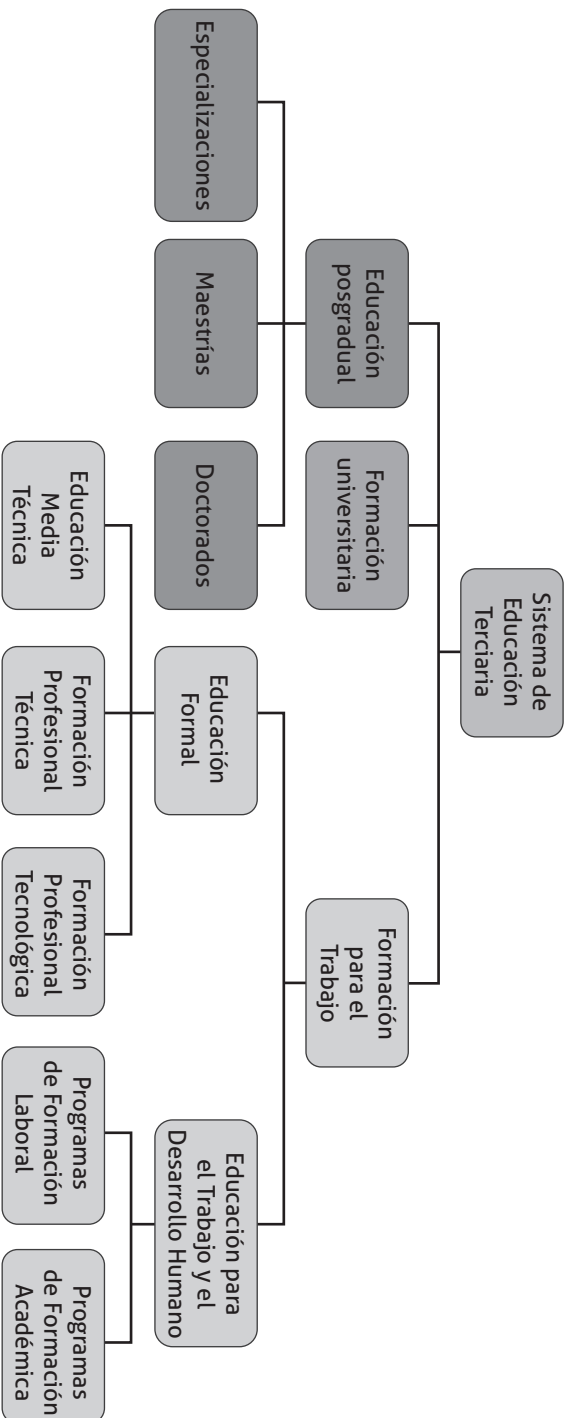 Sistema de
Educación
Terciaria
Educación
posgradual
Formación
universitaria
Formación
para el
Trabajo
Especializaciones
Maestrías
Doctorados
Educación
Formal
Educación para
el Trabajo y el
Desarrollo Humano
Educación
Media
Técnica
Formación
Profesional
Técnica
Formación
Profesional
Tecnológica
Programas
de Formación
Laboral
Programas
de Formación
Académica